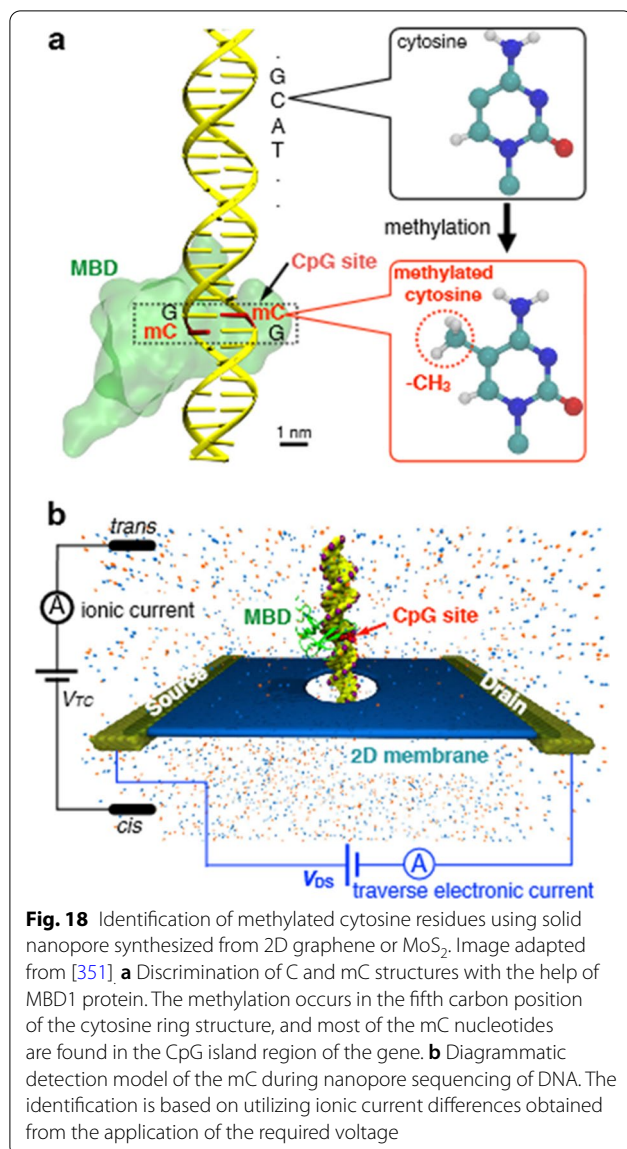 a
cytosine
.
G
C
A
T
.
.
methylation
MBD
CpG site
methylated
cytosine
G
mC
mC
G
-CH₃
1 nm
b
trans
ionic current
A
MBD
CpG site
V_TC
Source
Drain
2D membrane
cis
A
V_DS
traverse electronic current
Fig. 18 Identification of methylated cytosine residues using solid
nanopore synthesized from 2D graphene or MoS₂. Image adapted
from [351]. a Discrimination of C and mC structures with the help of
MBD1 protein. The methylation occurs in the fifth carbon position
of the cytosine ring structure, and most of the mC nucleotides
are found in the CpG island region of the gene. b Diagrammatic
detection model of the mC during nanopore sequencing of DNA. The
identification is based on utilizing ionic current differences obtained
from the application of the required voltage